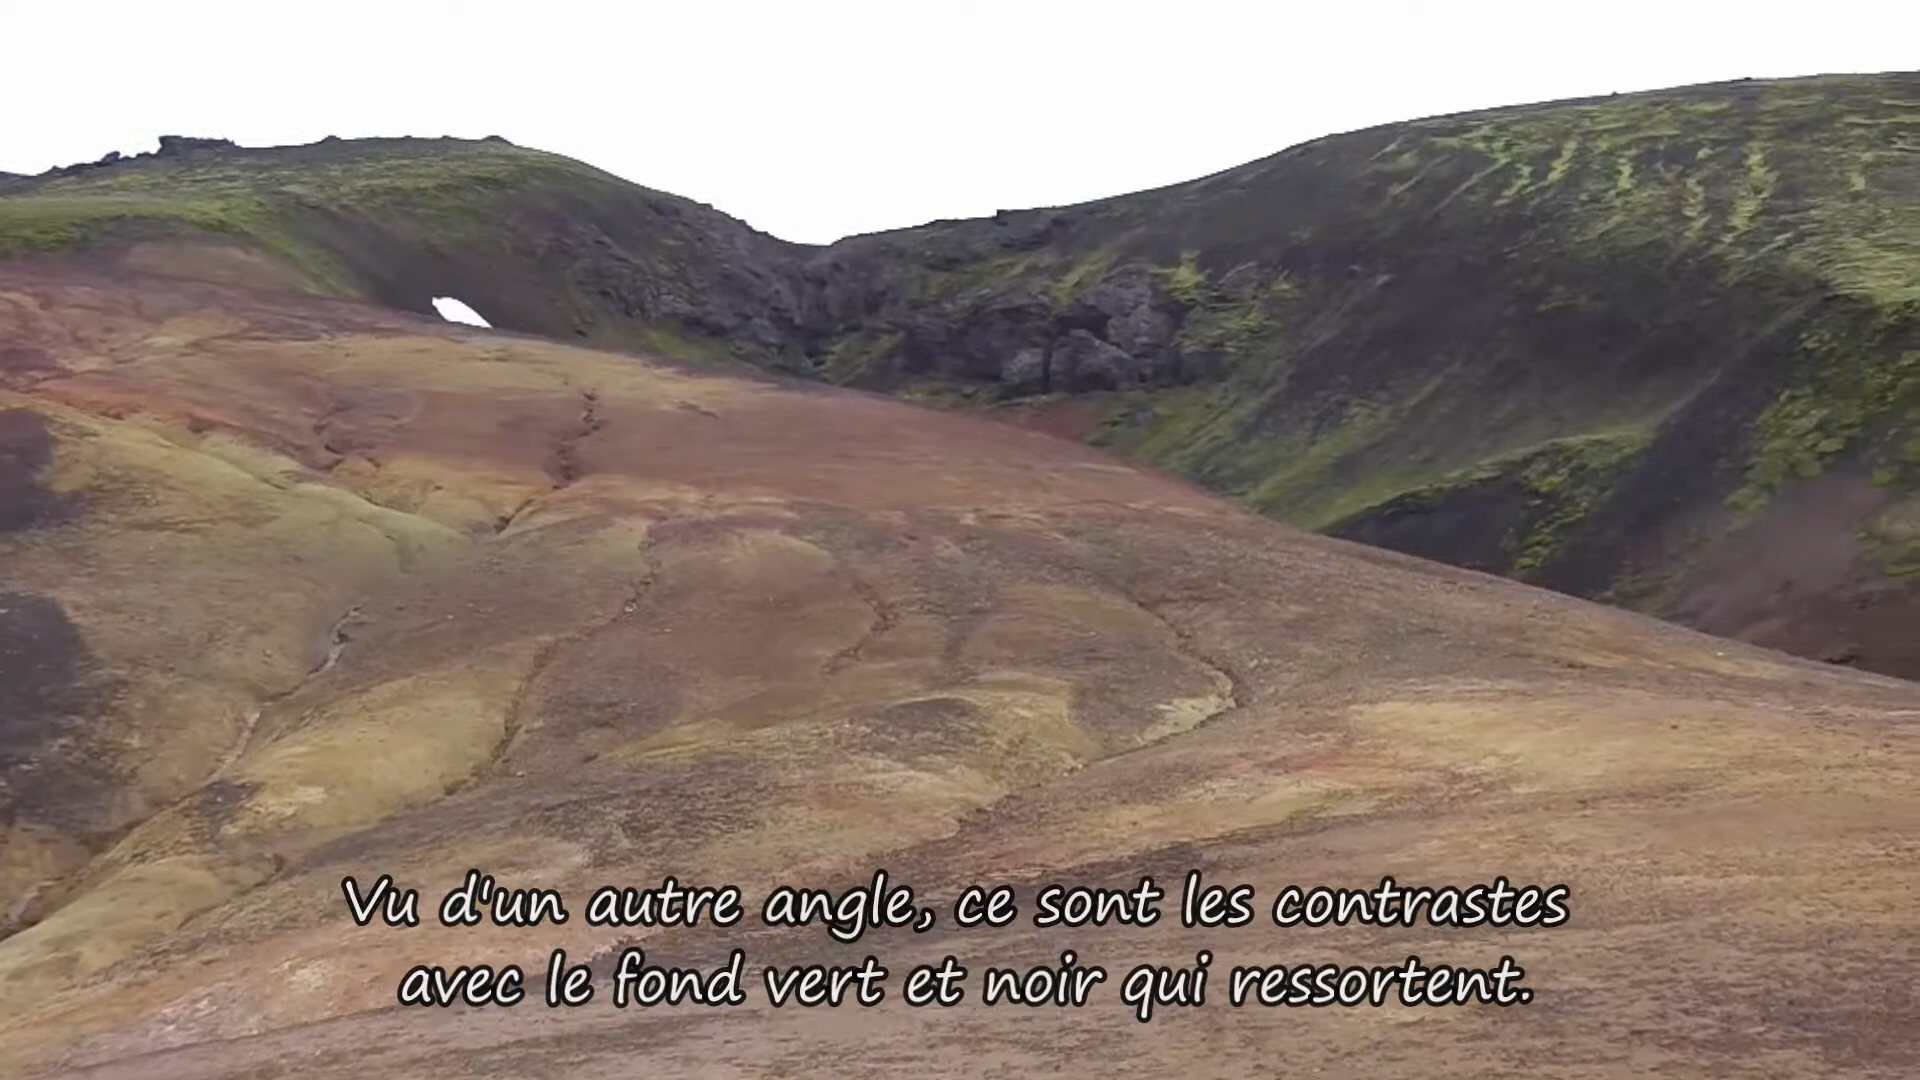 Vu d'un autre angle, ce sont les contrastes
avec le fond vert et noir qui ressortent.